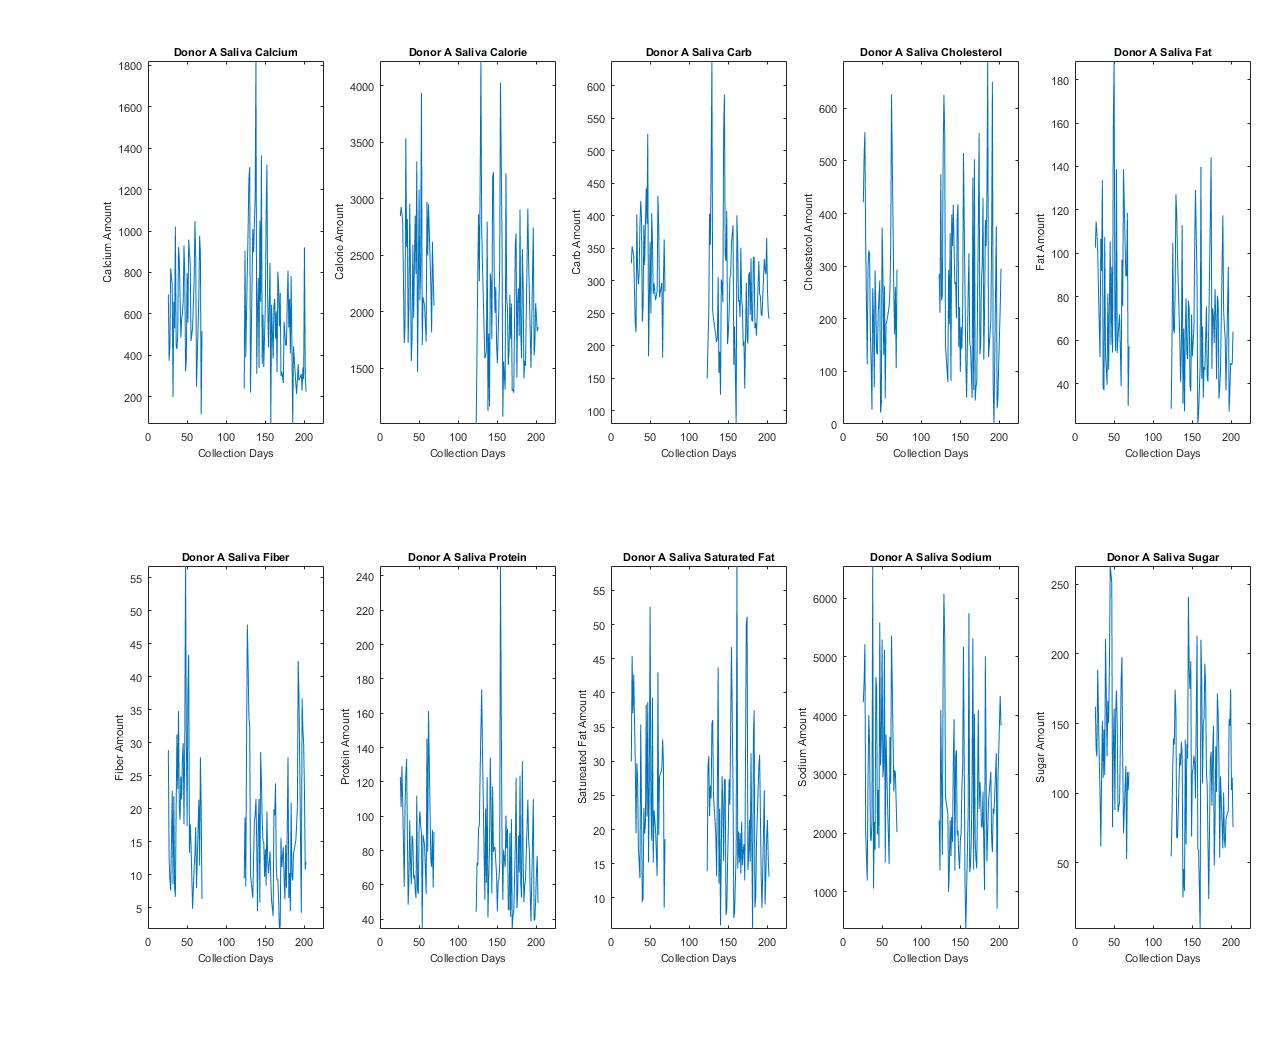 Donor A Saliva Calcium
Calcium Amount
1800
1600
1400
1200
1000
800
600
400
200
0 50 100 150 200
Collection Days
Donor A Saliva Calorie
Calorie Amount
4000
3500
3000
2500
2000
1500
0 50 100 150 200
Collection Days
Donor A Saliva Carb
Carb Amount
600
550
500
450
400
350
300
250
200
150
100
0 50 100 150 200
Collection Days
Donor A Saliva Cholesterol
Cholesterol Amount
600
500
400
300
200
100
0
0 50 100 150 200
Collection Days
Donor A Saliva Fat
Fat Amount
180
160
140
120
100
80
60
40
0 50 100 150 200
Collection Days
Donor A Saliva Fiber
Fiber Amount
55
50
45
40
35
30
25
20
15
10
5
0 50 100 150 200
Collection Days
Donor A Saliva Protein
Protein Amount
240
220
200
180
160
140
120
100
80
60
40
0 50 100 150 200
Collection Days
Donor A Saliva Saturated Fat
Satureated Fat Amount
55
50
45
40
35
30
25
20
15
10
0 50 100 150 200
Collection Days
Donor A Saliva Sodium
Sodium Amount
6000
5000
4000
3000
2000
1000
0 50 100 150 200
Collection Days
Donor A Saliva Sugar
Sugar Amount
250
200
150
100
50
0 50 100 150 200
Collection Days